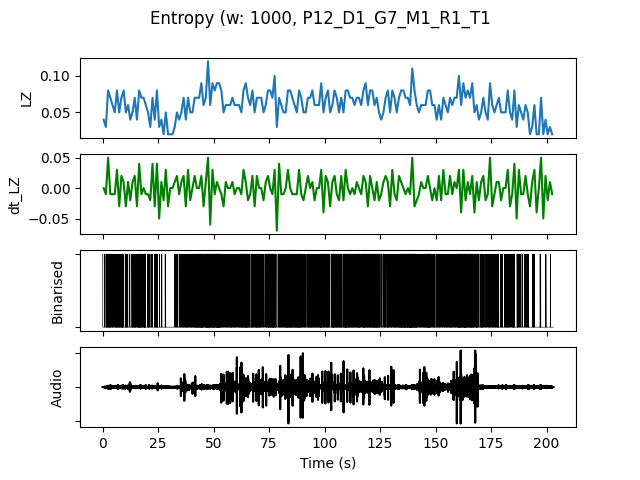 Entropy (w: 1000, P12_D1_G7_M1_R1_T1
0.10
0.05
LZ
0.05
0.00
−0.05
dt_LZ
Binarised
Audio
0 25 50 75 100 125 150 175 200
Time (s)